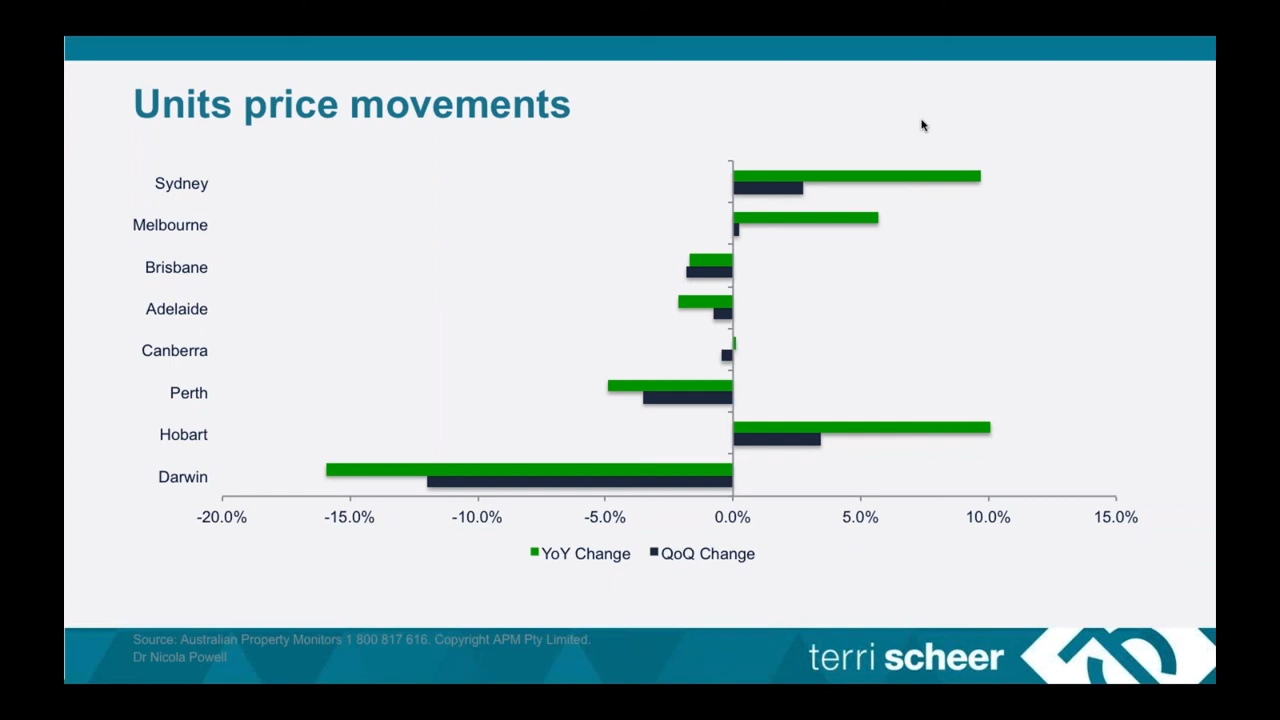 Units price movements
Sydney
Melbourne
Brisbane
Adelaide
Canberra
Perth
Hobart
Darwin
-20.0% -15.0% -10.0% -5.0% 0.0% 5.0% 10.0% 15.0%
YoY Change QoQ Change
Source: Australian Property Monitors 1 800 817 616. Copyright APM Pty Limited.
Dr Nicola Powell
terri scheer